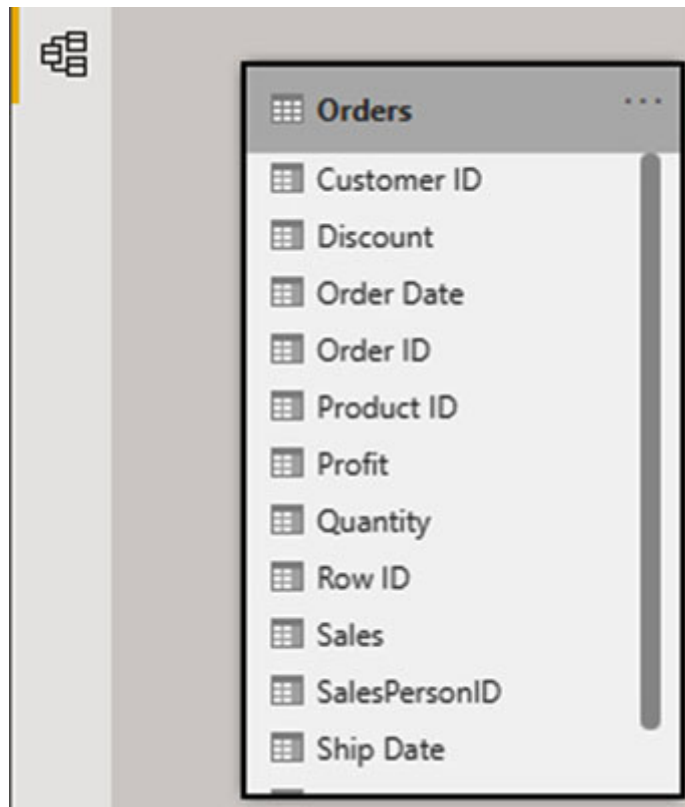 Orders
Customer ID
Discount
Order Date
Order ID
Product ID
Profit
Quantity
Row ID
Sales
SalesPersonID
Ship Date